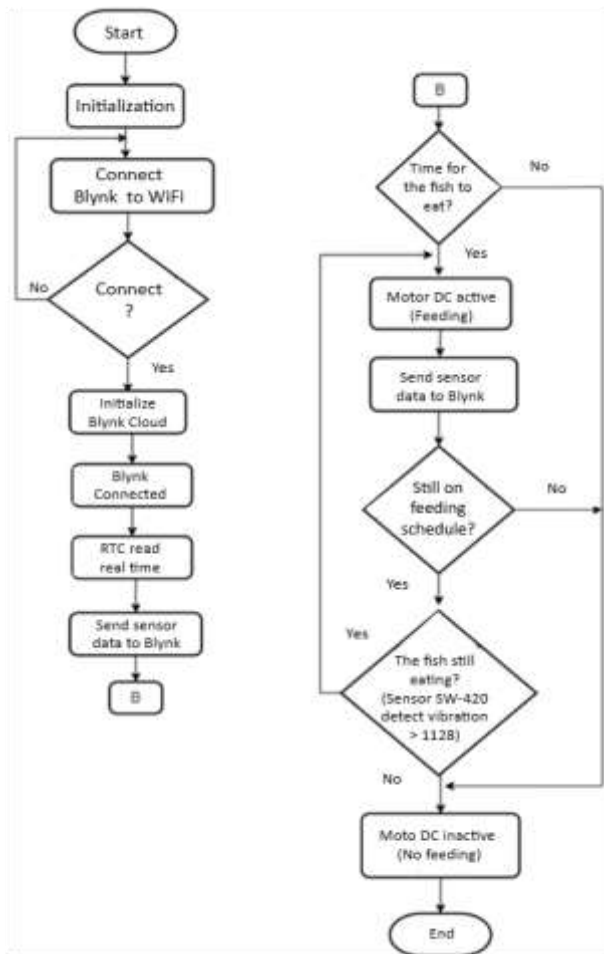 Start
Initialization
Connect
Blynk to WiFi
Connect
?
No
Yes
Initialize
Blynk Cloud
Blynk
Connected
RTC read
real time
Send sensor
data to Blynk
B
B
Time for
the fish to
eat?
No
Yes
Motor DC active
(Feeding)
Send sensor
data to Blynk
Still on
feeding
schedule?
No
Yes
Yes
The fish still
eating?
(Sensor SW-420
detect vibration
> 1128)
No
Moto DC inactive
(No feeding)
End